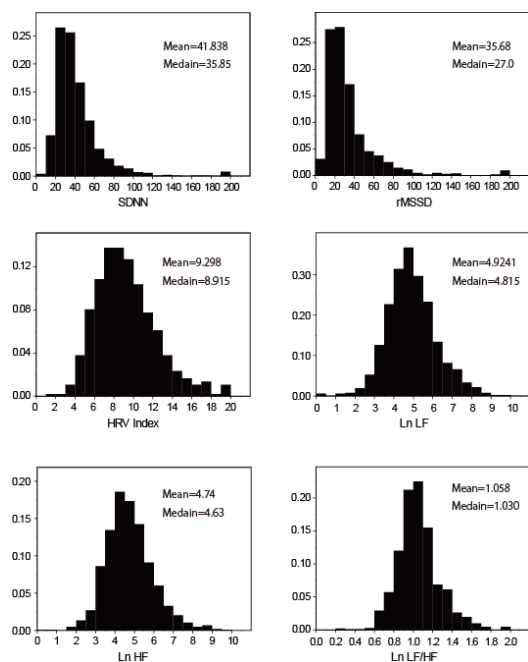 0.25
0.20
0.15
0.10
0.05
0.00
Mean=41.838
Medain=35.85
20 40 60 80 100 120 140 160 180 200
SDNN
0.25
0.20
0.15
0.10
0.05
0.00
Mean=35.68
Medain=27.0
20 40 60 80 100 120 140 160 180 200
rMSSD
0.12
0.08
0.04
0.00
Mean=9.298
Medain=8.915
0 2 4 6 8 10 12 14 16 18 20
HRV Index
0.30
0.20
0.10
0.00
Mean=4.9241
Medain=4.815
0 1 2 3 4 5 6 7 8 9 10
Ln LF
0.20
0.15
0.10
0.05
0.00
Mean=4.74
Medain=4.63
0 1 2 3 4 5 6 7 8 9 10
Ln HF
0.20
0.15
0.10
0.05
0.00
Mean=1.058
Medain=1.030
0.0 0.2 0.4 0.6 0.8 1.0 1.2 1.4 1.6 1.8 2.0
Ln LF/HF